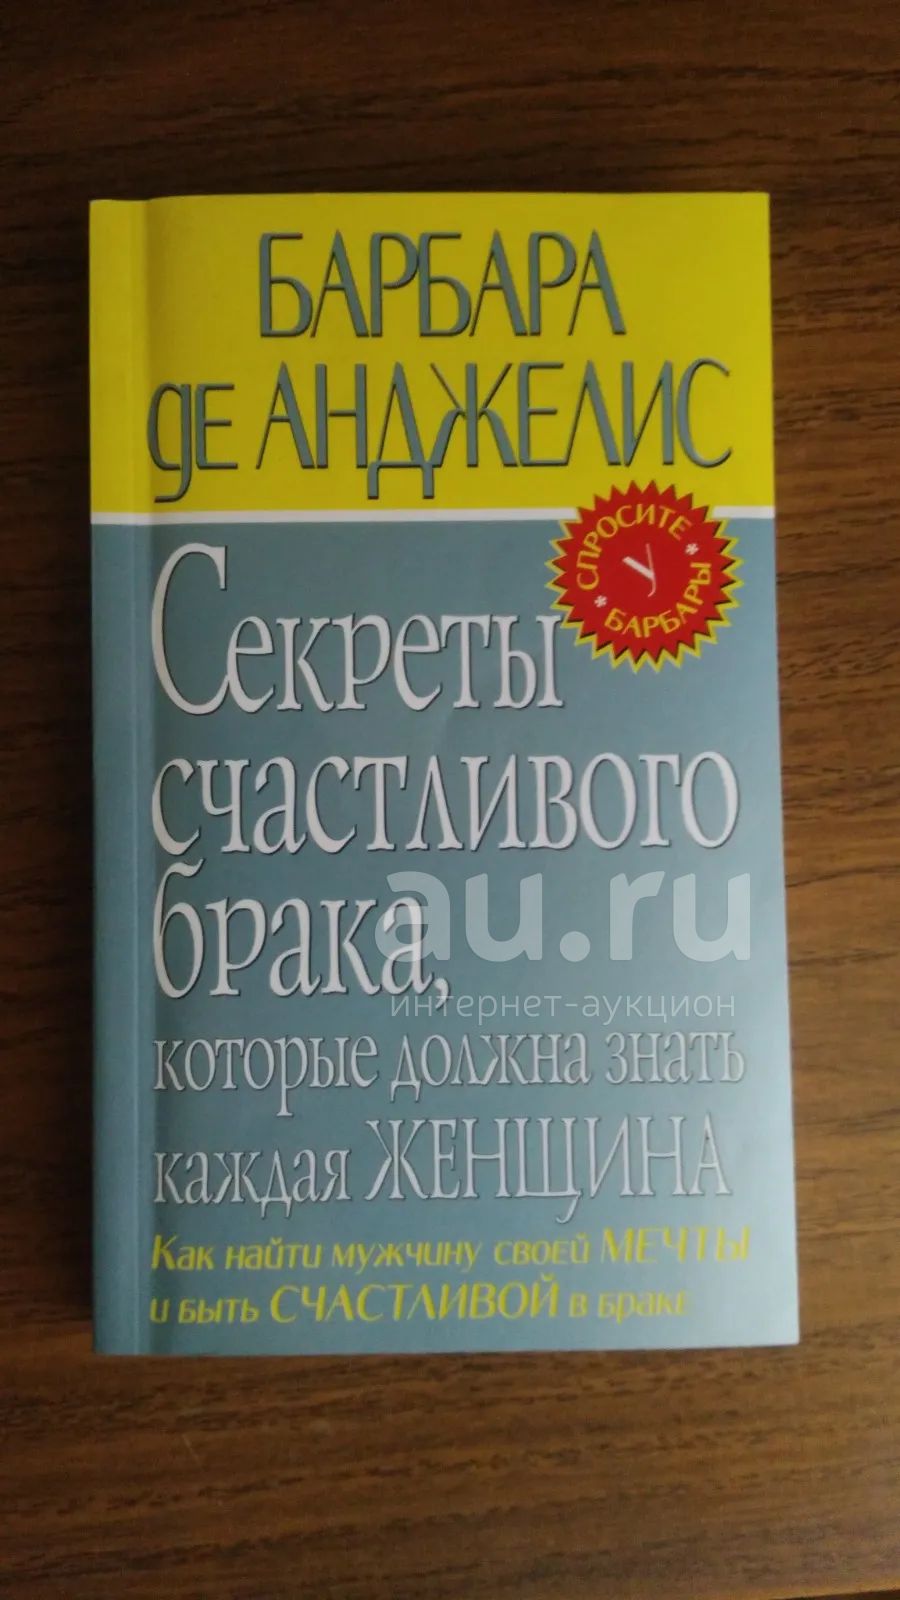 БАРБАРА
де АНДЖЕЛИС
СПРОСИТЕ
у
БАРБАРЫ
Секреты
счастливого
брака,
au.ru
интернет-аукцион
которые должна знать
каждая ЖЕНЩИНА
Как найти мужчину своей МЕЧТЫ
и быть СЧАСТЛИВОЙ в браке